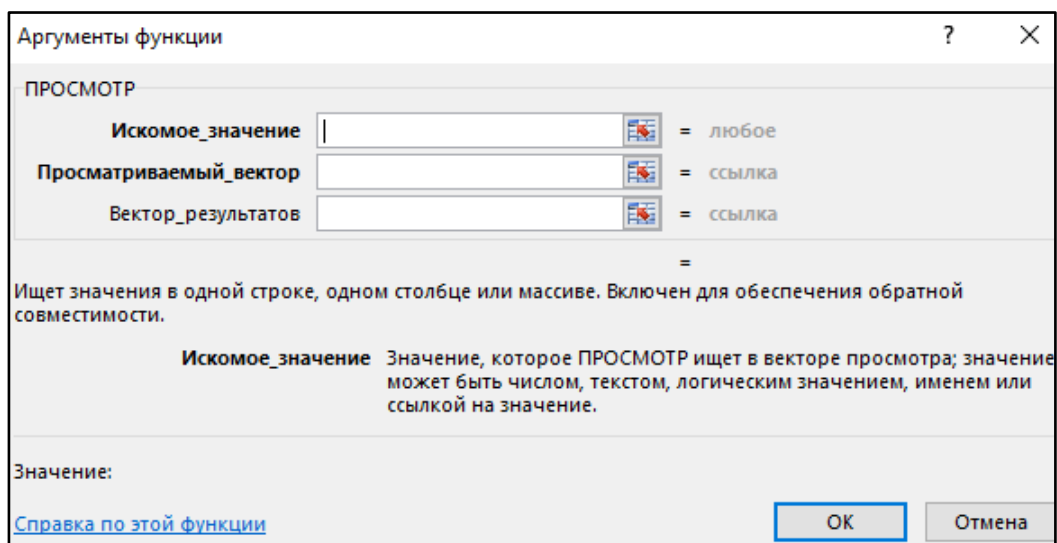 Аргументы функции ? ×
ПРОСМОТР
Искомое_значение = любое
Просматриваемый_вектор = ссылка
Вектор_результатов = ссылка
=
Ищет значения в одной строке, одном столбце или массиве. Включен для обеспечения обратной
совместимости.
Искомое_значение Значение, которое ПРОСМОТР ищет в векторе просмотра; значение
может быть числом, текстом, логическим значением, именем или
ссылкой на значение.
Значение:
Справка по этой функции ОК Отмена